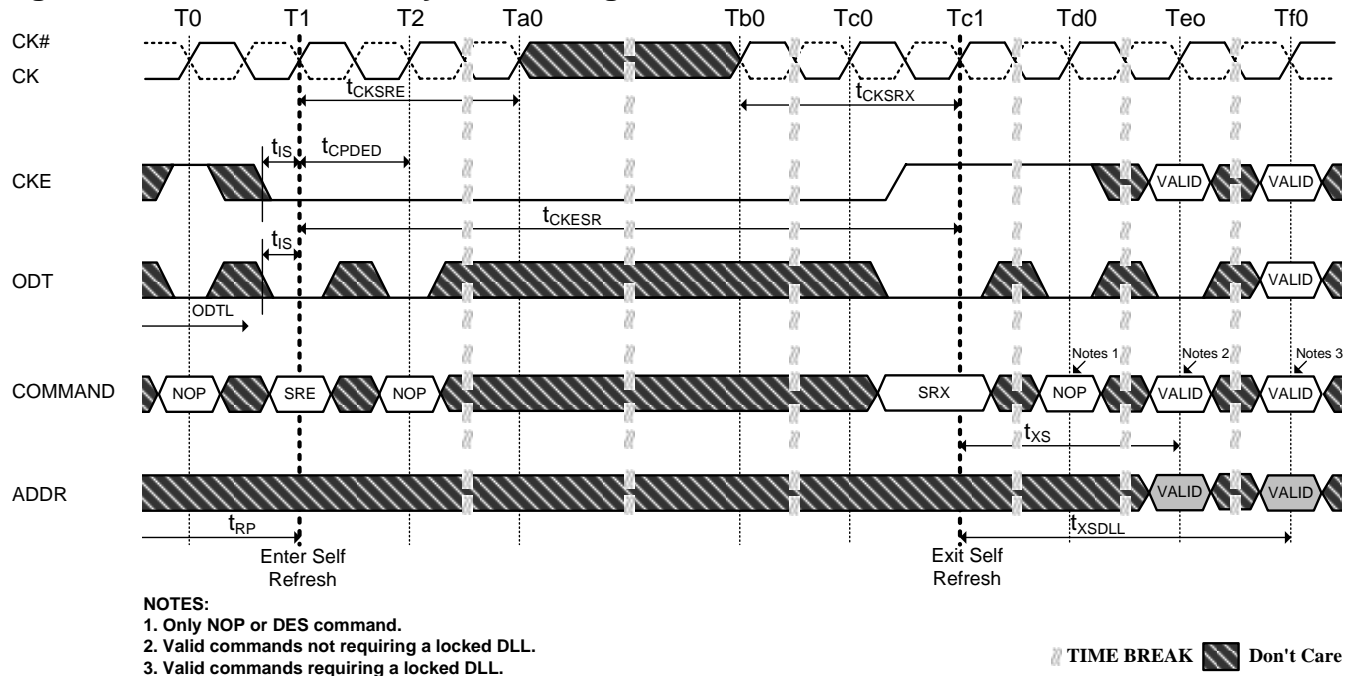 T0 T1 T2 Ta0 Tb0 Tc0 Tc1 Td0 Teo Tf0
CK#
CK
tCKSRE
tCKSRX
tIS
tCPDED
CKE
VALID VALID
tCKESR
tIS
ODT
VALID
ODTL
Notes 1 Notes 2 Notes 3
COMMAND
NOP SRE NOP SRX NOP VALID VALID
tXS
ADDR
VALID VALID
tRP
tXSDLL
Enter Self
Refresh
Exit Self
Refresh
NOTES:
1. Only NOP or DES command.
2. Valid commands not requiring a locked DLL.
3. Valid commands requiring a locked DLL.
TIME BREAK
Don't Care